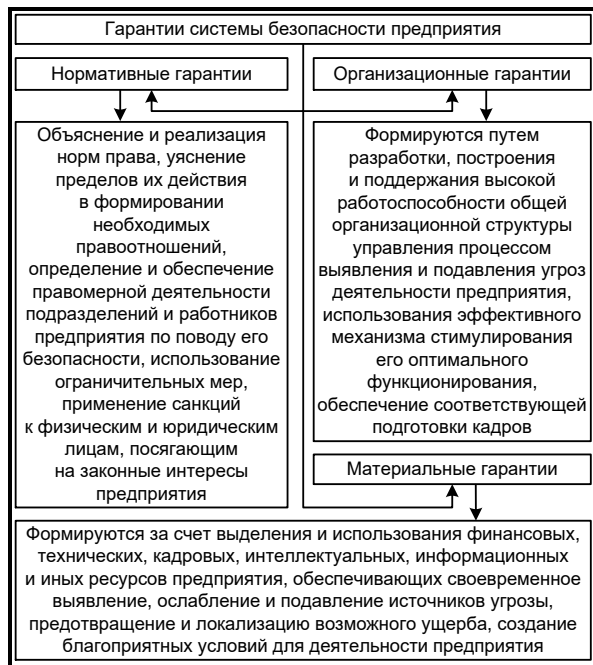 Гарантии системы безопасности предприятия
Нормативные гарантии
Объяснение и реализация
норм права, уяснение
пределов их действия
в формировании
необходимых
правоотношений,
определение и обеспечение
правомерной деятельности
подразделений и работников
предприятия по поводу его
безопасности, использование
ограничительных мер,
применение санкций
к физическим и юридическим
лицам, посягающим
на законные интересы
предприятия
Организационные гарантии
Формируются путем
разработки, построения
и поддержания высокой
работоспособности общей
организационной структуры
управления процессом
выявления и подавления угроз
деятельности предприятия,
использования эффективного
механизма стимулирования
его оптимального
функционирования,
обеспечение соответствующей
подготовки кадров
Материальные гарантии
Формируются за счет выделения и использования финансовых,
технических, кадровых, интеллектуальных, информационных
и иных ресурсов предприятия, обеспечивающих своевременное
выявление, ослабление и подавление источников угрозы,
предотвращение и локализацию возможного ущерба, создание
благоприятных условий для деятельности предприятия